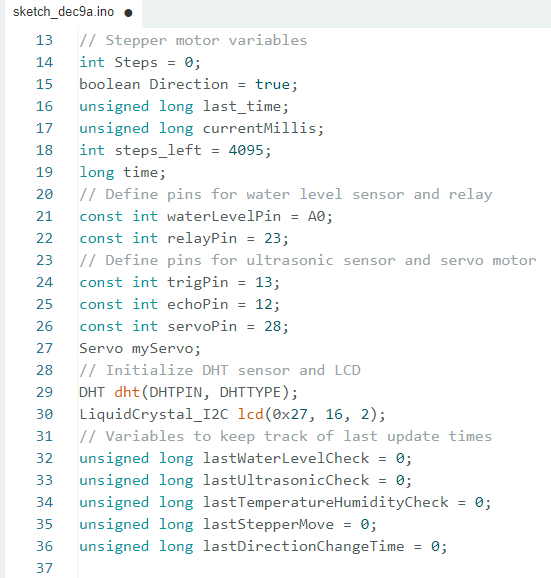 sketch_dec9a.ino ●
13 // Stepper motor variables
14 int Steps = 0;
15 boolean Direction = true;
16 unsigned long last_time;
17 unsigned long currentMillis;
18 int steps_left = 4095;
19 long time;
20 // Define pins for water level sensor and relay
21 const int waterLevelPin = A0;
22 const int relayPin = 23;
23 // Define pins for ultrasonic sensor and servo motor
24 const int trigPin = 13;
25 const int echoPin = 12;
26 const int servoPin = 28;
27 Servo myServo;
28 // Initialize DHT sensor and LCD
29 DHT dht(DHTPIN, DHTTYPE);
30 LiquidCrystal_I2C lcd(0x27, 16, 2);
31 // Variables to keep track of last update times
32 unsigned long lastWaterLevelCheck = 0;
33 unsigned long lastUltrasonicCheck = 0;
34 unsigned long lastTemperatureHumidityCheck = 0;
35 unsigned long lastStepperMove = 0;
36 unsigned long lastDirectionChangeTime = 0;
37